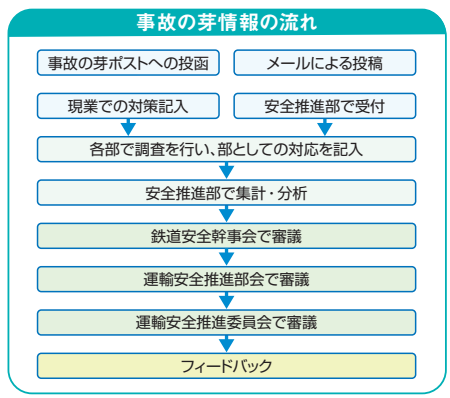 事故の芽情報の流れ
事故の芽ポストへの投函
メールによる投稿
現業での対策記入
安全推進部で受付
各部で調査を行い、部としての対応を記入
安全推進部で集計・分析
鉄道安全幹事会で審議
運輸安全推進部会で審議
運輸安全推進委員会で審議
フィードバック